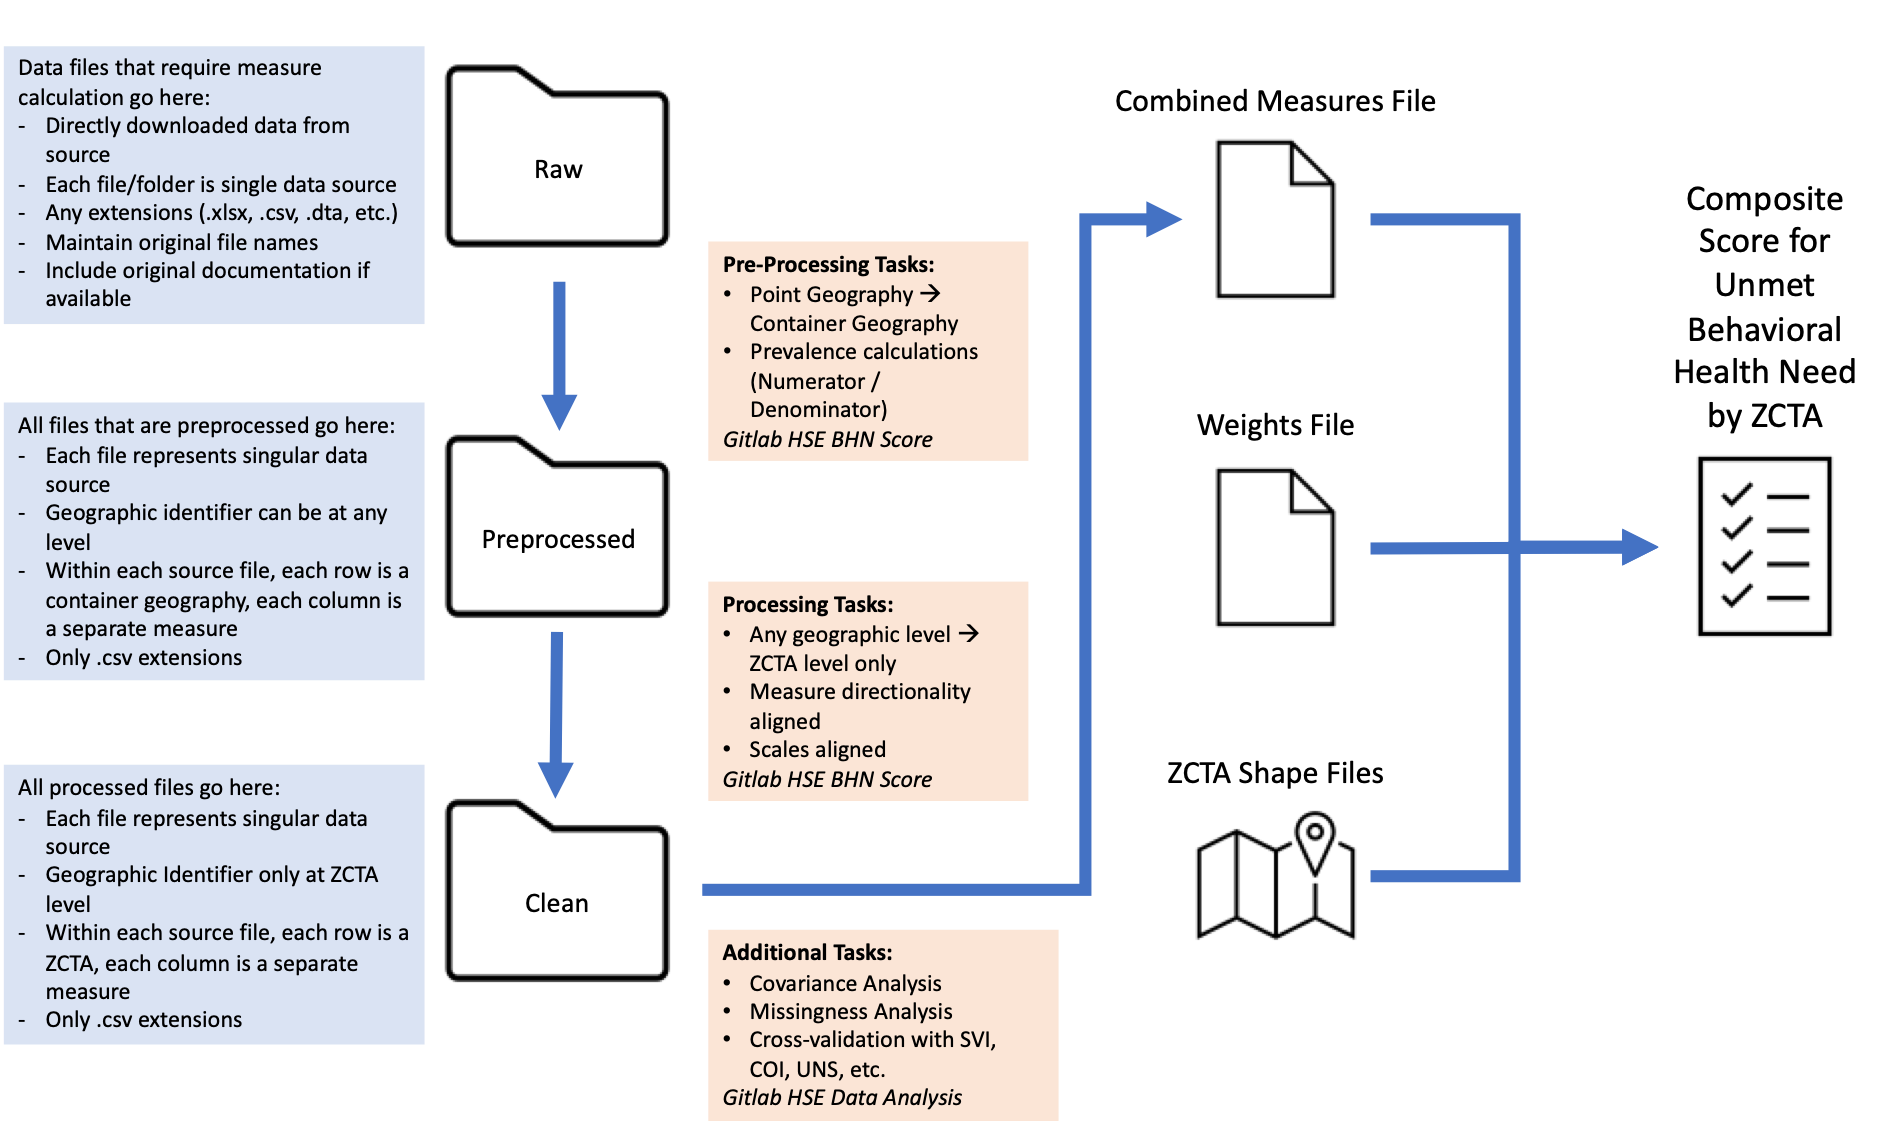 Data files that require measure
calculation go here:
- Directly downloaded data from
source
- Each file/folder is single data source
- Any extensions (.xlsx, .csv, .dta, etc.)
- Maintain original file names
- Include original documentation if
available
Raw
Pre-Processing Tasks:
• Point Geography →
Container Geography
• Prevalence calculations
(Numerator /
Denominator)
Gitlab HSE BHN Score
All files that are preprocessed go here:
- Each file represents singular data
source
- Geographic identifier can be at any
level
- Within each source file, each row is a
container geography, each column is
a separate measure
- Only .csv extensions
Preprocessed
Processing Tasks:
• Any geographic level →
ZCTA level only
• Measure directionality
aligned
• Scales aligned
Gitlab HSE BHN Score
All processed files go here:
- Each file represents singular data
source
- Geographic Identifier only at ZCTA
level
- Within each source file, each row is a
ZCTA, each column is a separate
measure
- Only .csv extensions
Clean
Additional Tasks:
• Covariance Analysis
• Missingness Analysis
• Cross-validation with SVI,
COI, UNS, etc.
Gitlab HSE Data Analysis
Combined Measures File
Weights File
ZCTA Shape Files
Composite
Score for
Unmet
Behavioral
Health Need
by ZCTA